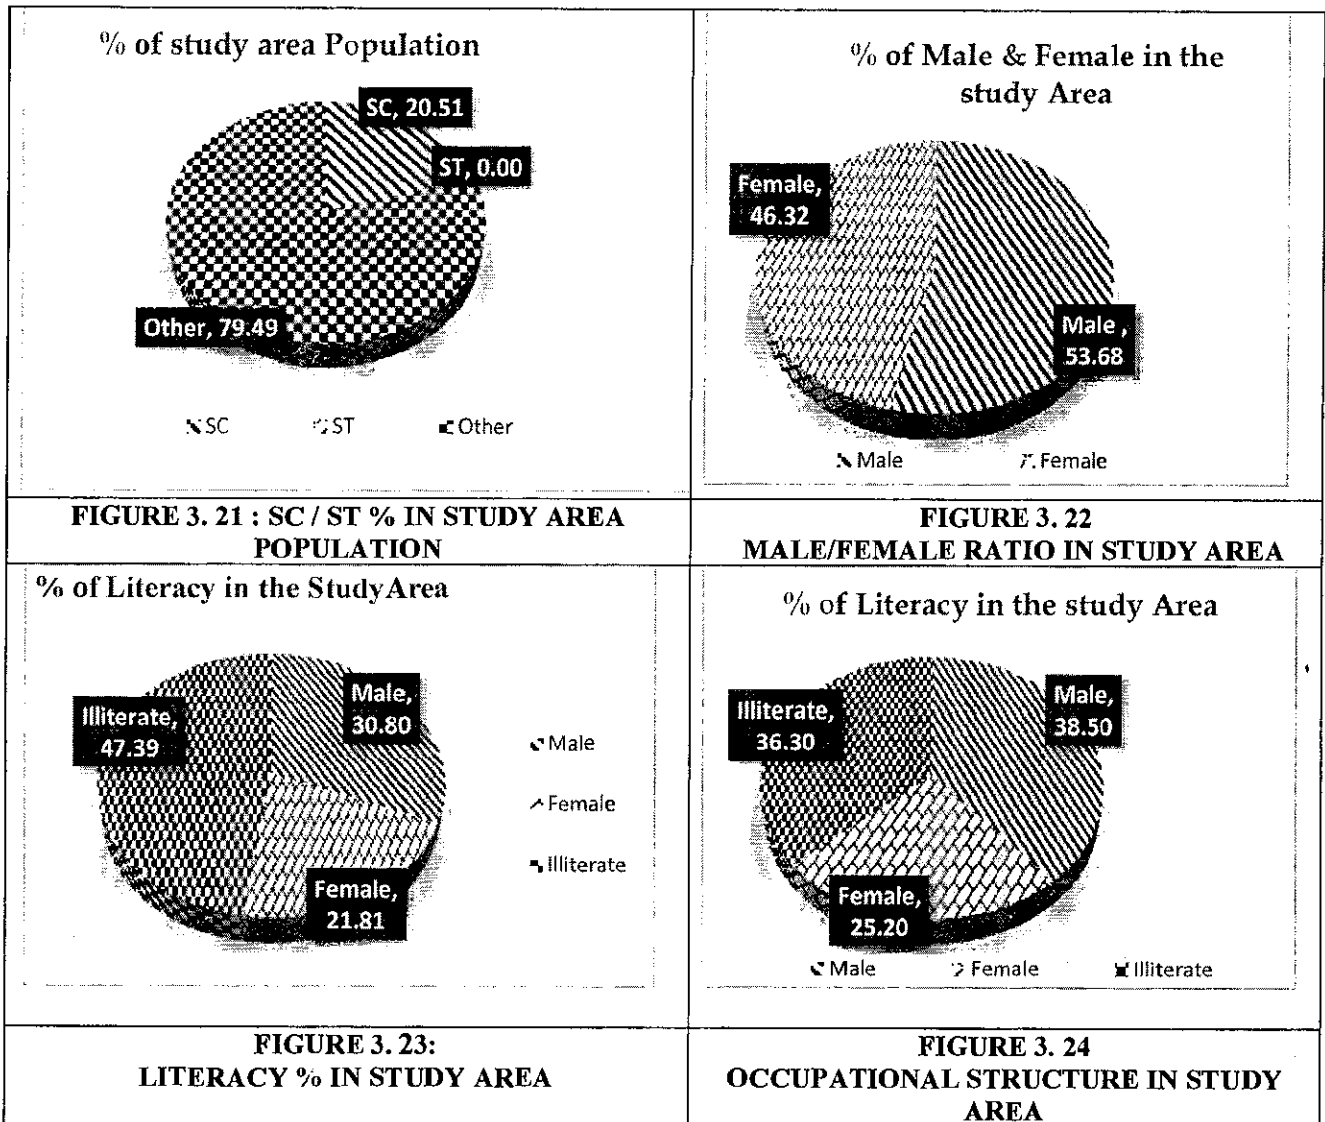 % of study area Population
SC, 20.51
ST, 0.00
Other, 79.49
SC ST Other
FIGURE 3. 21 : SC / ST % IN STUDY AREA
POPULATION
% of Male & Female in the
study Area
Female,
46.32
Male ,
53.68
Male Female
FIGURE 3. 22
MALE/FEMALE RATIO IN STUDY AREA
% of Literacy in the StudyArea
Male,
30.80
Illiterate,
47.39
Female,
21.81
Male
Female
Illiterate
FIGURE 3. 23:
LITERACY % IN STUDY AREA
% of Literacy in the study Area
Male,
38.50
Illiterate,
36.30
Female,
25.20
Male Female Illiterate
FIGURE 3. 24
OCCUPATIONAL STRUCTURE IN STUDY
AREA